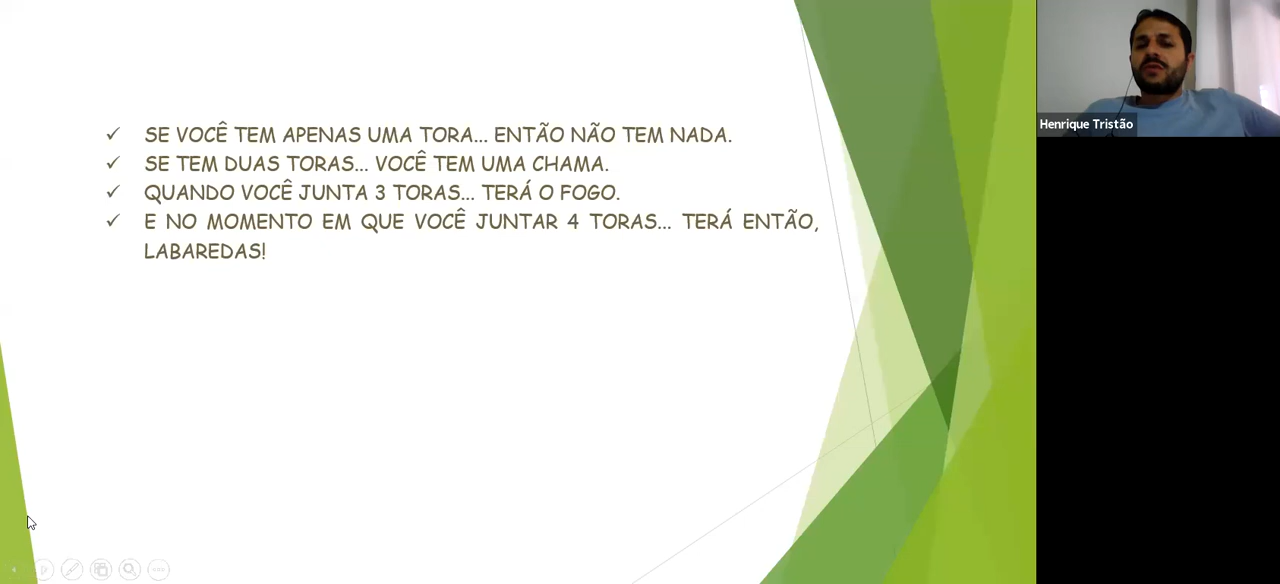 ✓ SE VOCÊ TEM APENAS UMA TORA... ENTÃO NÃO TEM NADA.
✓ SE TEM DUAS TORAS... VOCÊ TEM UMA CHAMA.
✓ QUANDO VOCÊ JUNTA 3 TORAS... TERÁ O FOGO.
✓ E NO MOMENTO EM QUE VOCÊ JUNTAR 4 TORAS... TERÁ ENTÃO,
LABAREDAS!
Henrique Tristão